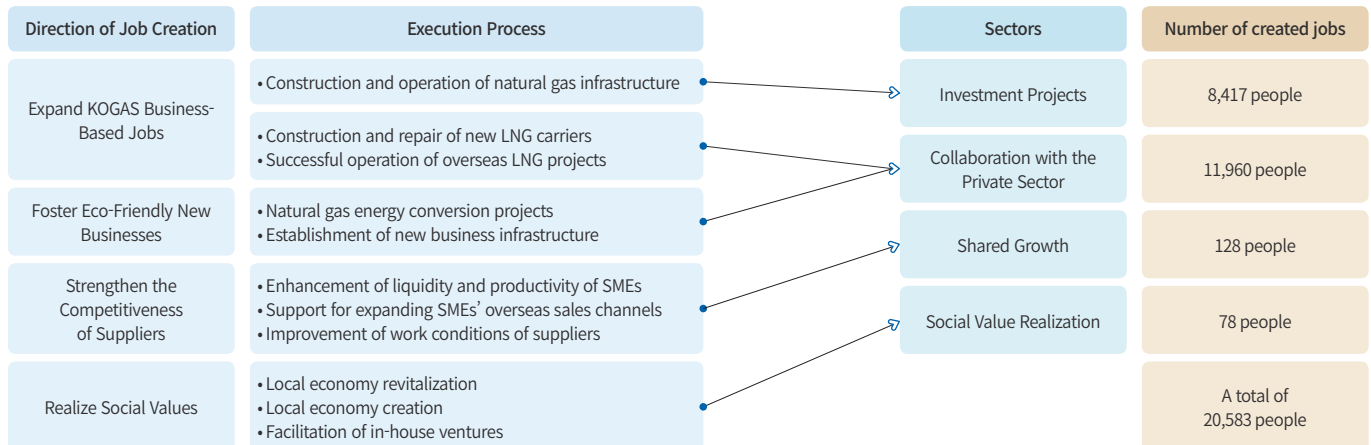 Direction of Job Creation
Execution Process
Sectors
Number of created jobs
Expand KOGAS Business-
Based Jobs
• Construction and operation of natural gas infrastructure
• Construction and repair of new LNG carriers
• Successful operation of overseas LNG projects
Investment Projects
8,417 people
Collaboration with the
Private Sector
11,960 people
Foster Eco-Friendly New
Businesses
• Natural gas energy conversion projects
• Establishment of new business infrastructure
Shared Growth
128 people
Strengthen the
Competitiveness
of Suppliers
• Enhancement of liquidity and productivity of SMEs
• Support for expanding SMEs’ overseas sales channels
• Improvement of work conditions of suppliers
Social Value Realization
78 people
Realize Social Values
• Local economy revitalization
• Local economy creation
• Facilitation of in-house ventures
A total of
20,583 people